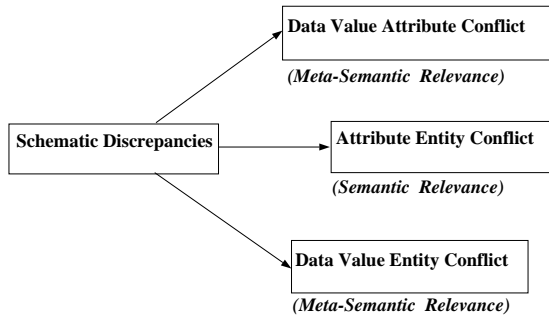 Data Value Attribute Conflict
(Meta-Semantic Relevance)
Schematic Discrepancies
Attribute Entity Conflict
(Semantic Relevance)
Data Value Entity Conflict
(Meta-Semantic Relevance)